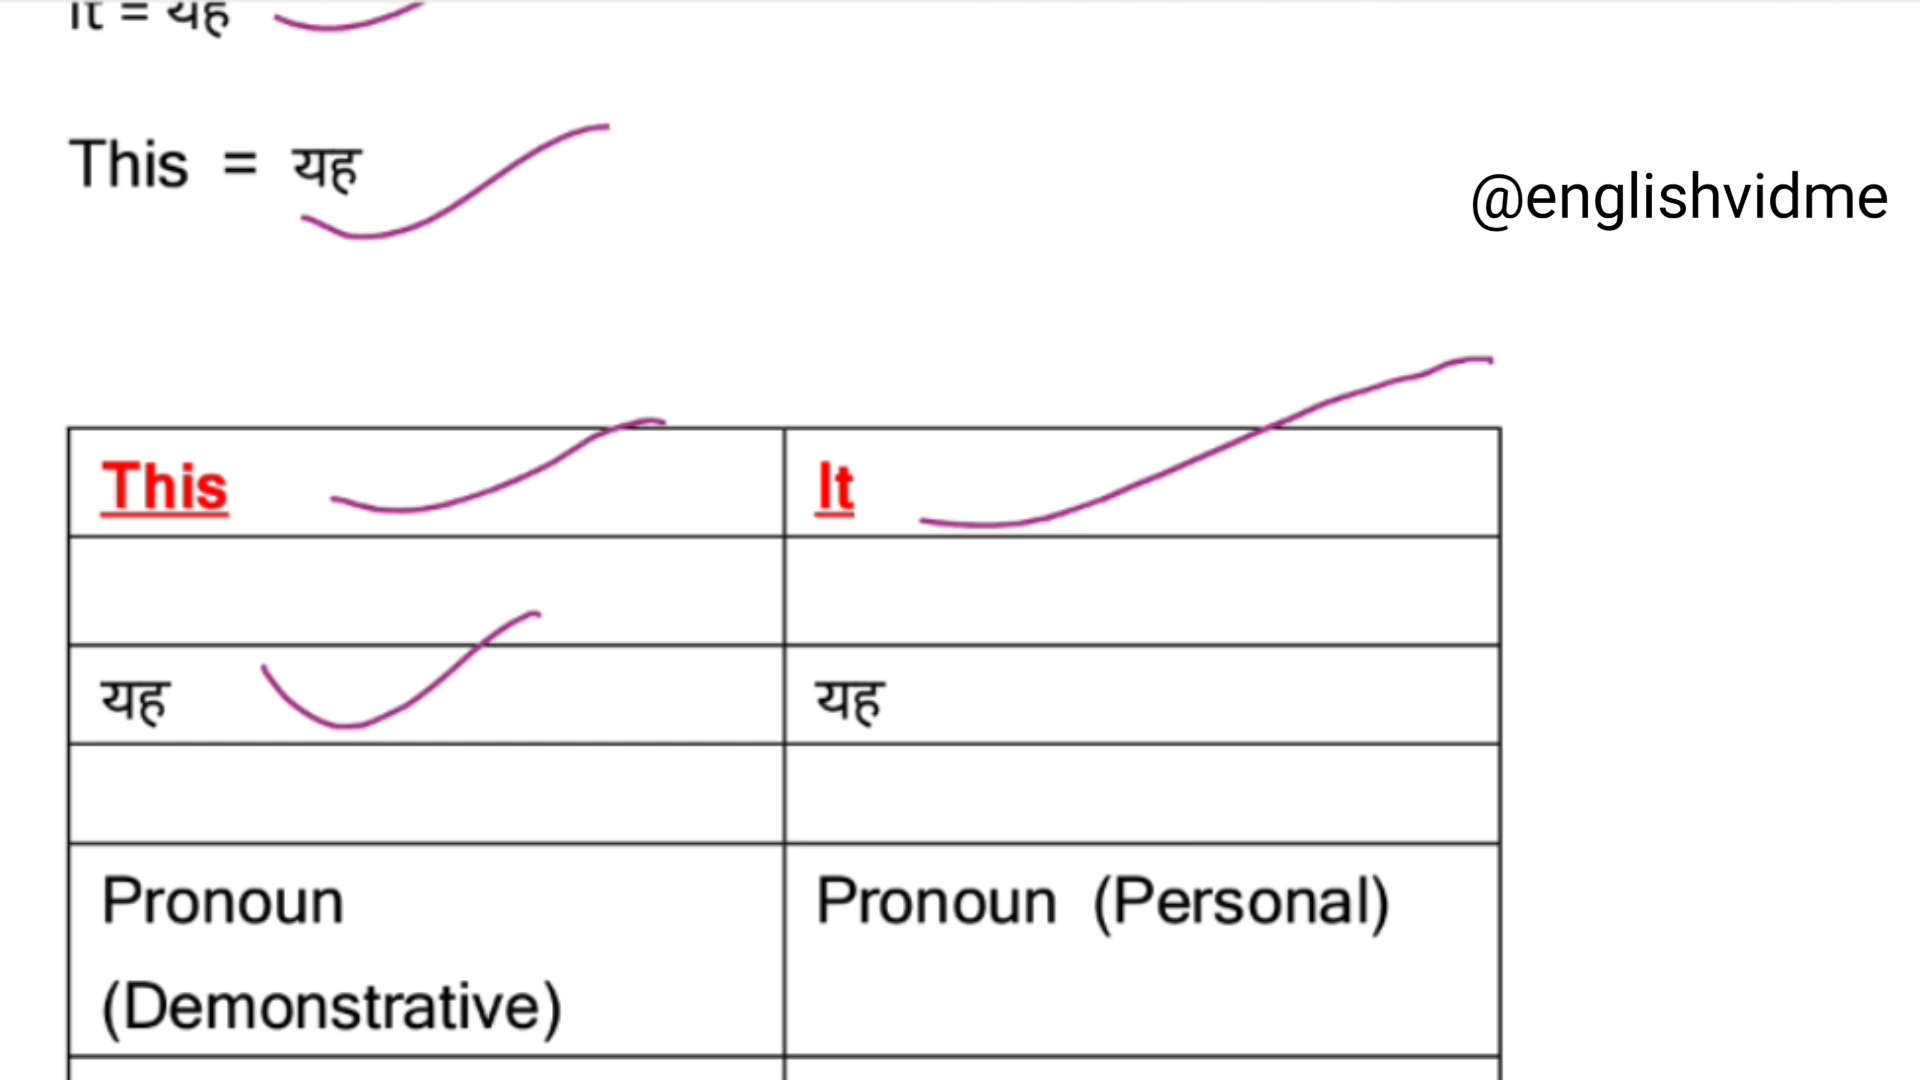 It = यह
This = यह
@englishvidme
This It
यह यह
Pronoun Pronoun (Personal)
(Demonstrative)